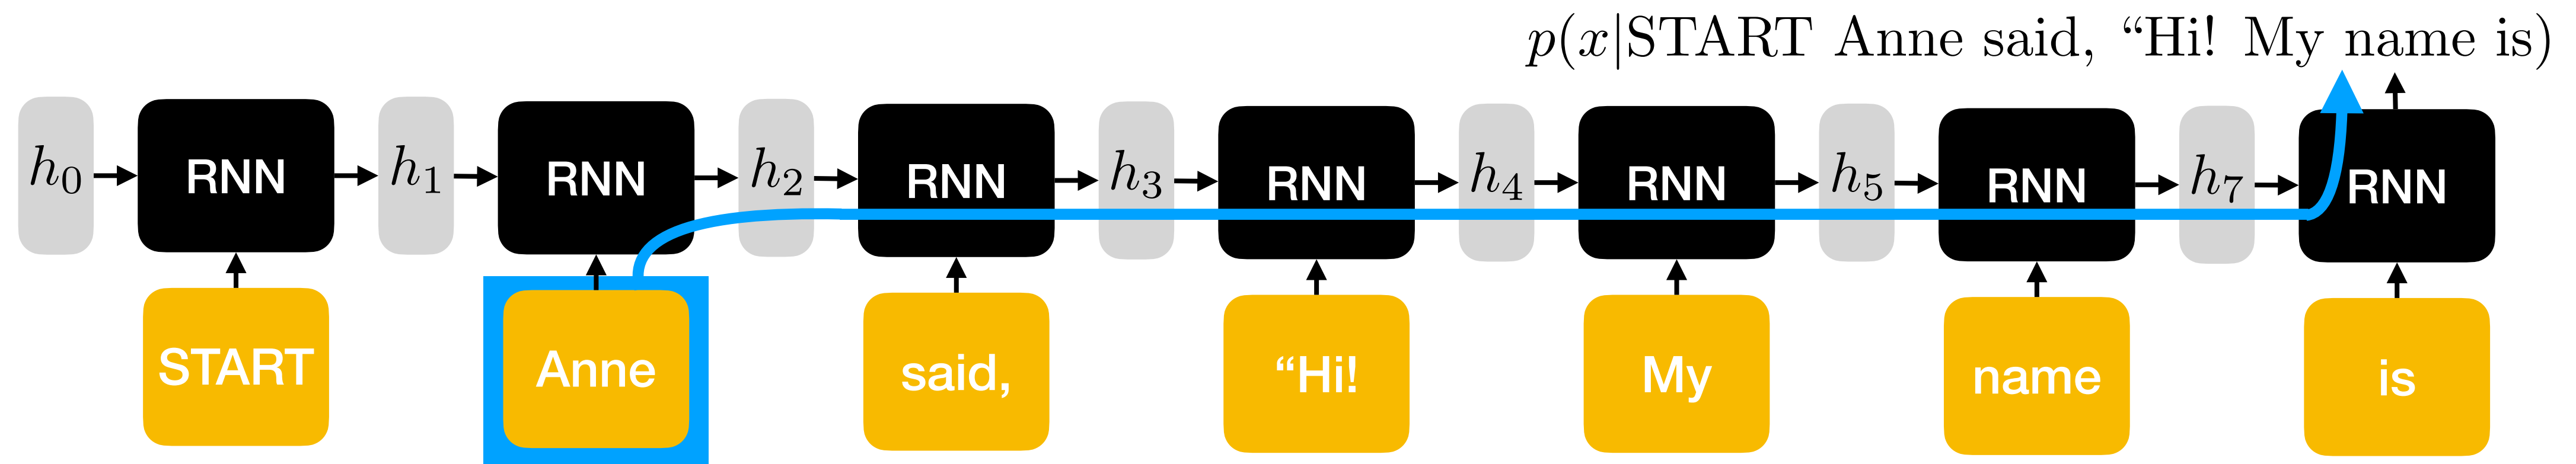 p(x|START Anne said, “Hi! My name is)
h₀ RNN h₁ RNN h₂ RNN h₃ RNN h₄ RNN h₅ RNN h₇ RNN
START Anne said, “Hi! My name is